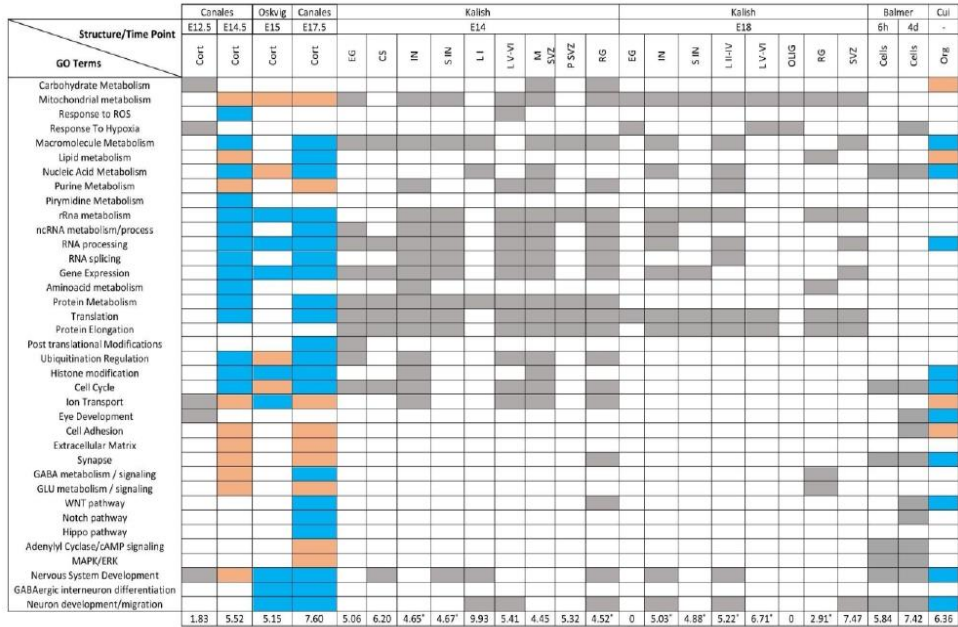 Canales Oskvig Canales Kalish Kalish Balmer Cui
Structure/Time Point E12.5 E14.5 E15 E17.5 E14 E18 6h 4d -
GO Terms Cort Cort Cort Cort EG CS IN S IN L I L V-VI M SVZ P SVZ RG EG IN S IN L II-IV L V-VI OLIG RG SVZ Cells Cells Org
Carbohydrate Metabolism
Mitochondrial metabolism
Response to ROS
Response To Hypoxia
Macromolecule Metabolism
Lipid metabolism
Nucleic Acid Metabolism
Purine Metabolism
Pirymidine Metabolism
rRna metabolism
ncRNA metabolism/process
RNA processing
RNA splicing
Gene Expression
Aminoacid metabolism
Protein Metabolism
Translation
Protein Elongation
Post translational Modifications
Ubiquitination Regulation
Histone modification
Cell Cycle
Ion Transport
Eye Development
Cell Adhesion
Extracellular Matrix
Synapse
GABA metabolism / signaling
GLU metabolism / signaling
WNT pathway
Notch pathway
Hippo pathway
Adenylyl Cyclase/cAMP signaling
MAPK/ERK
Nervous System Development
GABAergic interneuron differentiation
Neuron development/migration
1.83 5.52 5.15 7.60 5.06 6.20 4.65* 4.67* 9.93 5.41 4.45 5.32 4.52* 0 5.03* 4.88* 5.22* 6.71* 0 2.91* 7.47 5.84 7.42 6.36